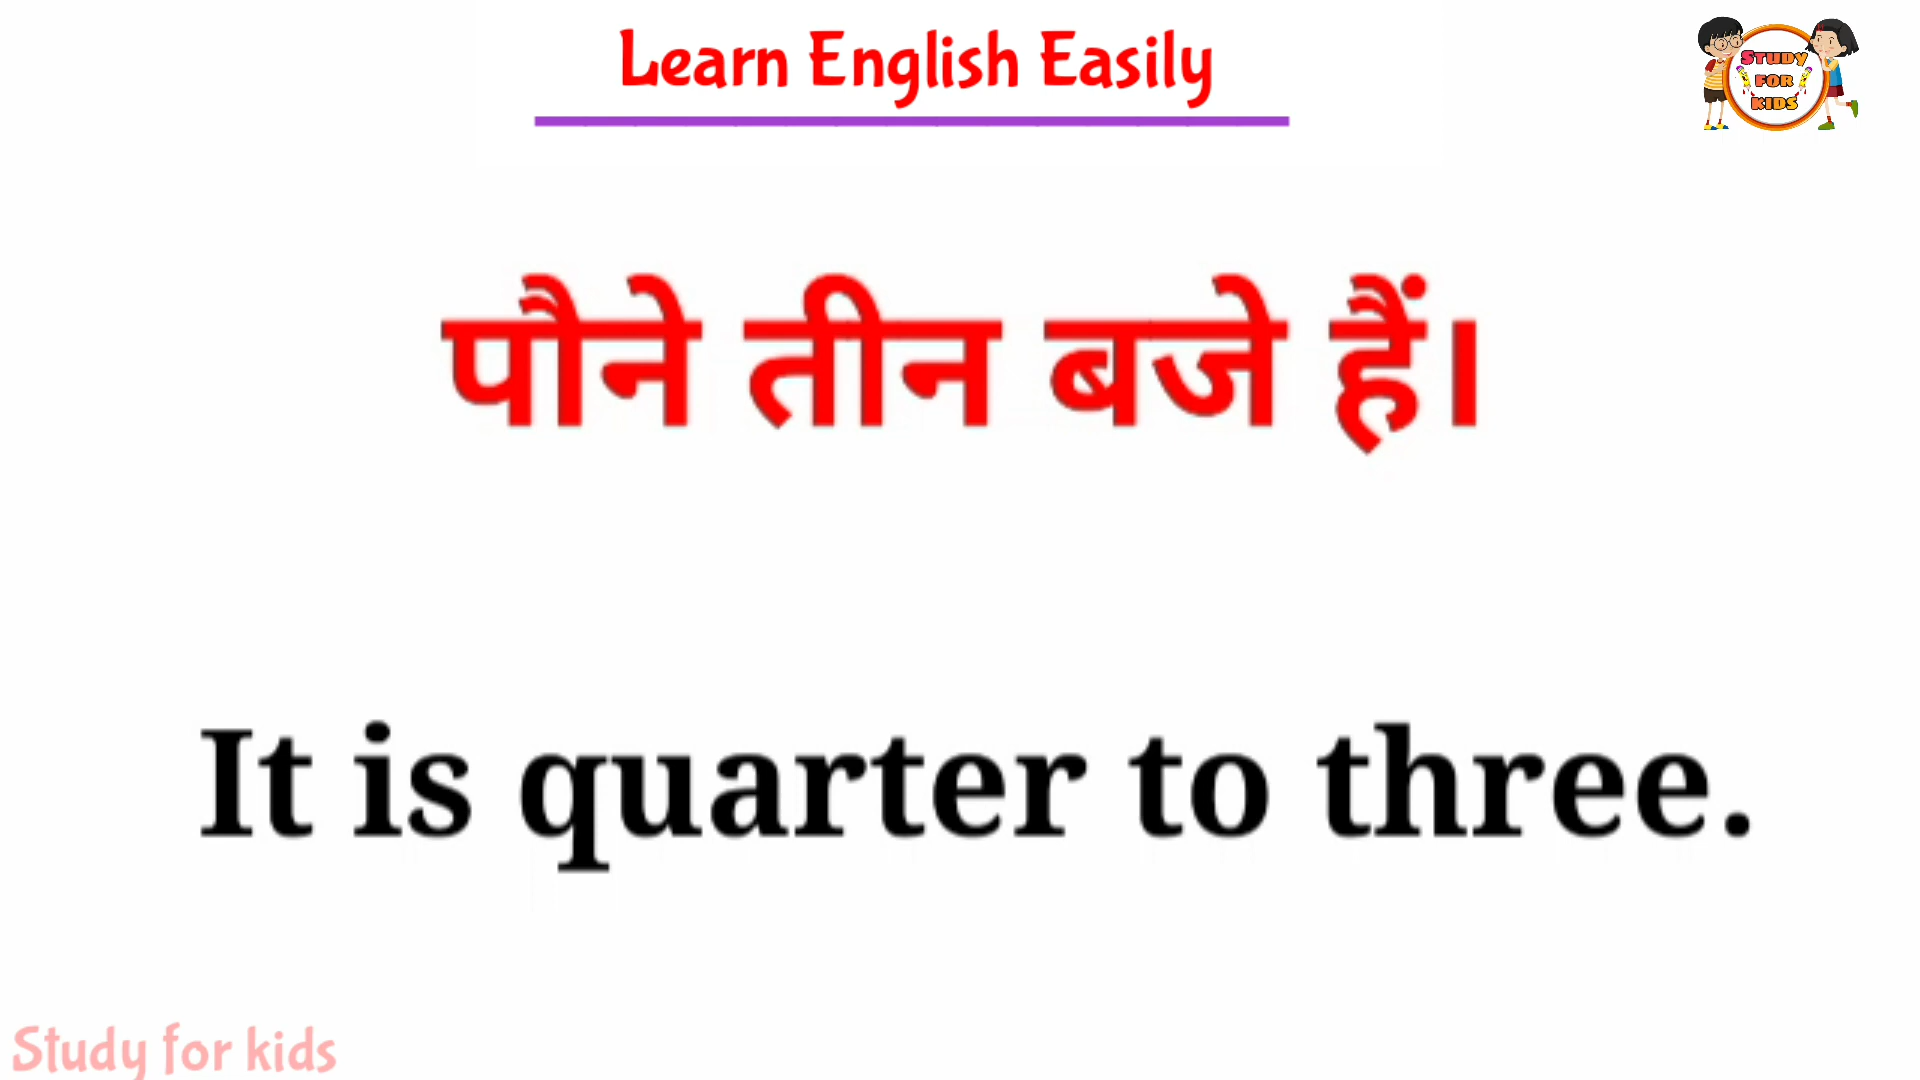 Learn English Easily
STUDY
FOR
KIDS
पौने तीन बजे हैं।
It is quarter to three.
Study for kids